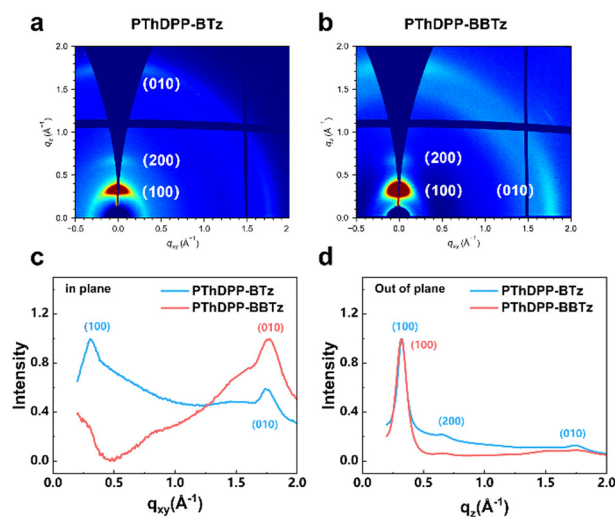 a
PThDPP-BTz
b
PThDPP-BBTz
2.0
1.5
1.0
0.5
0.0
qz (Å⁻¹)
(010)
(200)
(100)
-0.5 0.0 0.5 1.0 1.5 2
qxy (Å⁻¹)
2.0
1.5
1.0
0.5
0.0
(200)
(100)
(010)
-0.5 0.0 0.5 1.0 1.5 2.0
qxy (Å⁻¹)
c
in plane
PThDPP-BTz
PThDPP-BBTz
(100)
(010)
(010)
1.2
0.8
0.4
0.0
Intensity
0.5 1.0 1.5 2.0
qxy(Å⁻¹)
d
Out of plane
PThDPP-BTz
PThDPP-BBTz
(100)
(100)
(200)
(010)
1.2
0.8
0.4
0.0
Intensity
0.0 0.5 1.0 1.5 2.0
qz(Å⁻¹)